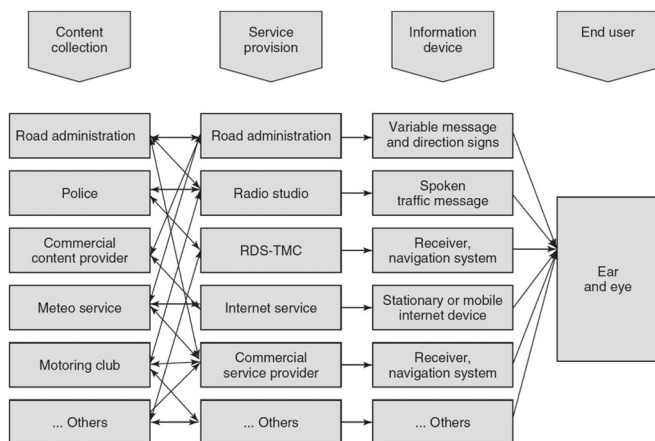 Content
collection
Service
provision
Information
device
End user
Road administration
Road administration
Variable message
and direction signs
Police
Radio studio
Spoken
traffic message
Commercial
content provider
RDS-TMC
Receiver,
navigation system
Ear
and eye
Meteo service
Internet service
Stationary or mobile
internet device
Motoring club
Commercial
service provider
Receiver,
navigation system
... Others
... Others
... Others